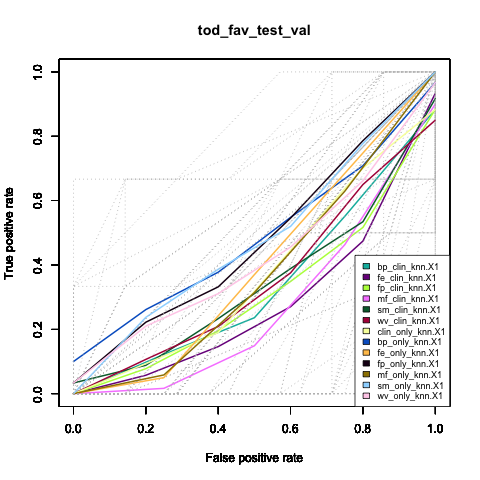 tod_fav_test_val
True positive rate
1.0
0.8
0.6
0.4
0.2
0.0
bp_clin_knn.X1
fe_clin_knn.X1
fp_clin_knn.X1
mf_clin_knn.X1
sm_clin_knn.X1
wv_clin_knn.X1
clin_only_knn.X1
bp_only_knn.X1
fe_only_knn.X1
fp_only_knn.X1
mf_only_knn.X1
sm_only_knn.X1
wv_only_knn.X1
0.0 0.2 0.4 0.6 0.8 1.0
False positive rate